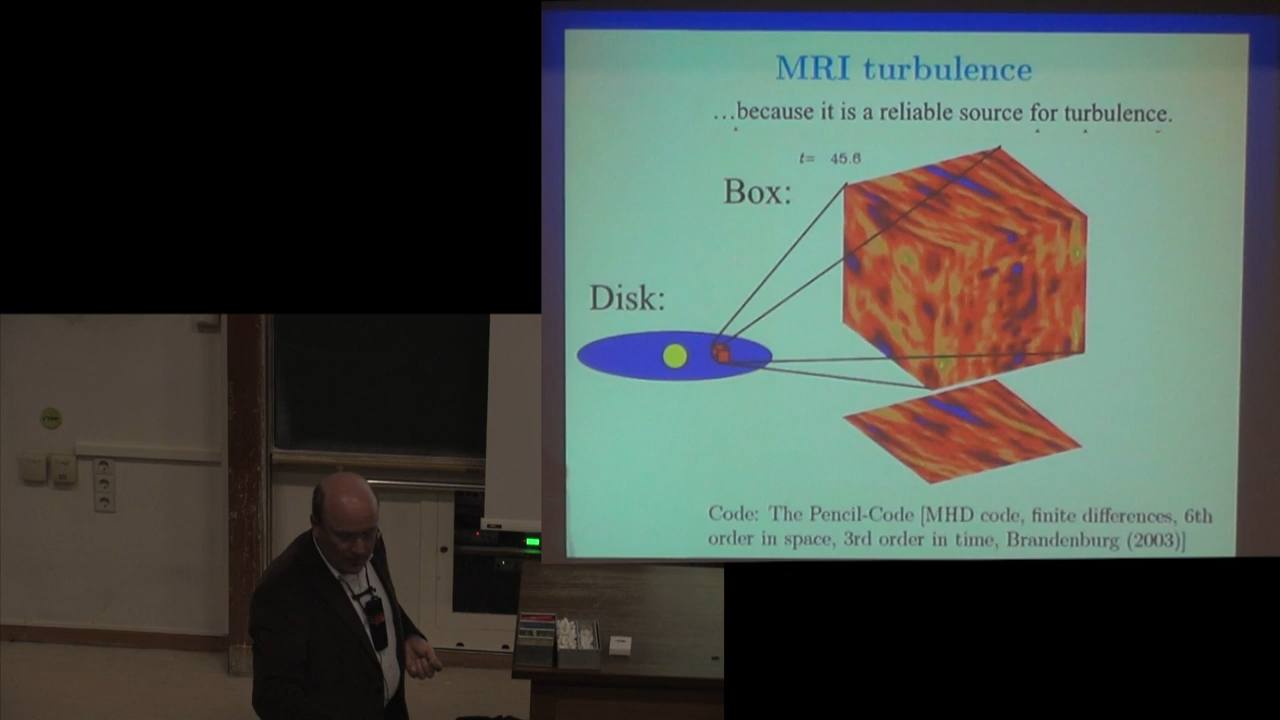 MRI turbulence
…because it is a reliable source for turbulence.
t= 45.6
Box:
Disk:
Code: The Pencil-Code [MHD code, finite differences, 6th
order in space, 3rd order in time, Brandenburg (2003)]